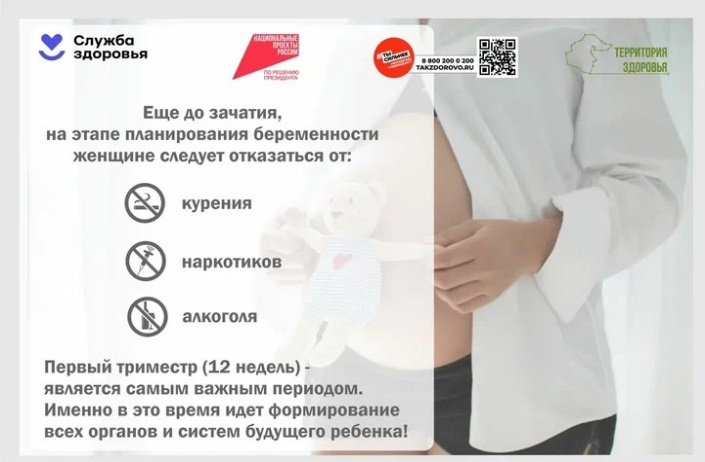 Служба
здоровья
НАЦИОНАЛЬНЫЕ
ПРОЕКТЫ
РОССИИ
ПО РЕШЕНИЮ
ПРЕЗИДЕНТА
ТЫ
СИЛЬНЕЕ
8 800 200 0 200
TAKZDOROVO.RU
ТЕРРИТОРИЯ
ЗДОРОВЬЯ
Еще до зачатия,
на этапе планирования беременности
женщине следует отказаться от:
курения
наркотиков
алкоголя
Первый триместр (12 недель) -
является самым важным периодом.
Именно в это время идет формирование
всех органов и систем будущего ребенка!